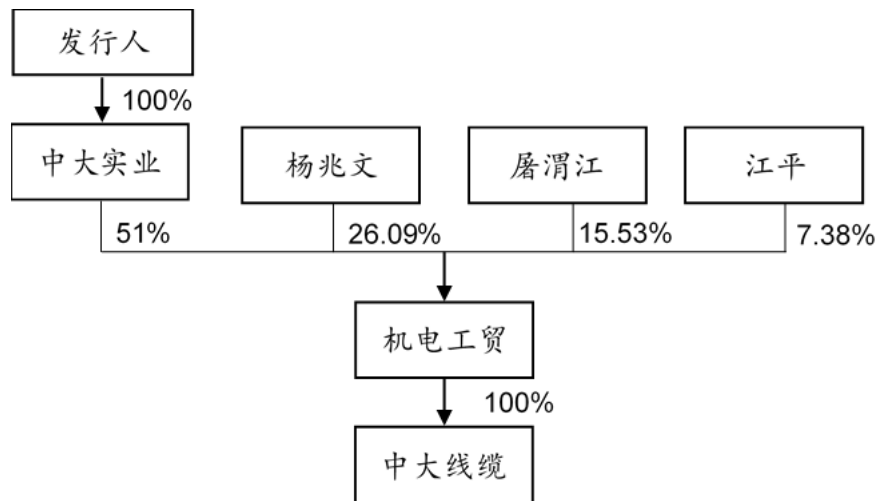 发行人
100%
中大实业
杨兆文
屠渭江
江平
51%
26.09%
15.53%
7.38%
机电工贸
100%
中大线缆